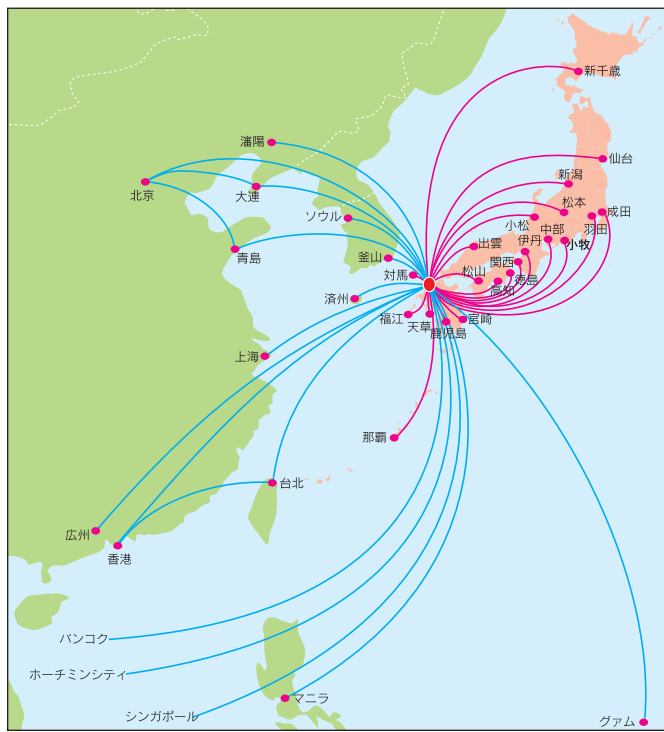 新千歳
瀋陽
仙台
新潟
北京
大連
松本
成田
ソウル
小松
中部
羽田
伊丹
小牧
出雲
青島
釜山
関西
対馬
松山
徳島
高知
済州
福江
天草
宮崎
鹿児島
上海
那覇
台北
広州
香港
バンコク
ホーチミンシティ
マニラ
シンガポール
グァム